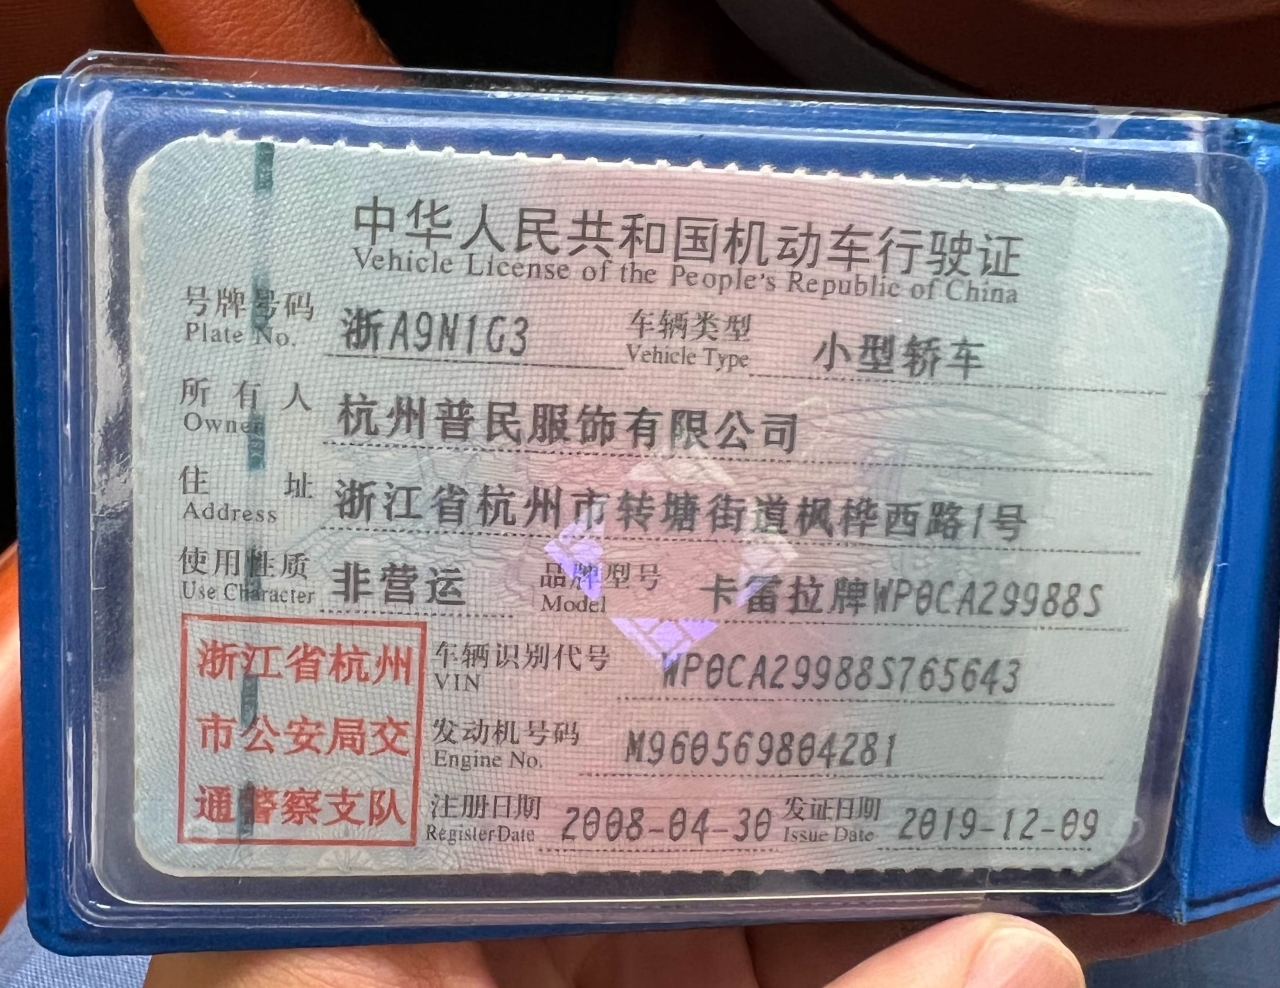 中华人民共和国机动车行驶证
Vehicle License of the People's Republic of China
号牌号码 浙A9N1G3 车辆类型 小型轿车
Plate No. Vehicle Type
所有人 杭州普民服饰有限公司
Owner
住址 浙江省杭州市转塘街道枫桦西路1号
Address
使用性质 非营运 品牌型号 卡雷拉牌WP0CA29988S
Use Character Model
浙江省杭州
市公安局交
通警察支队
车辆识别代号 WP0CA29988S765643
VIN
发动机号码 M960569804281
Engine No.
注册日期 2008-04-30 发证日期 2019-12-09
Register Date Issue Date